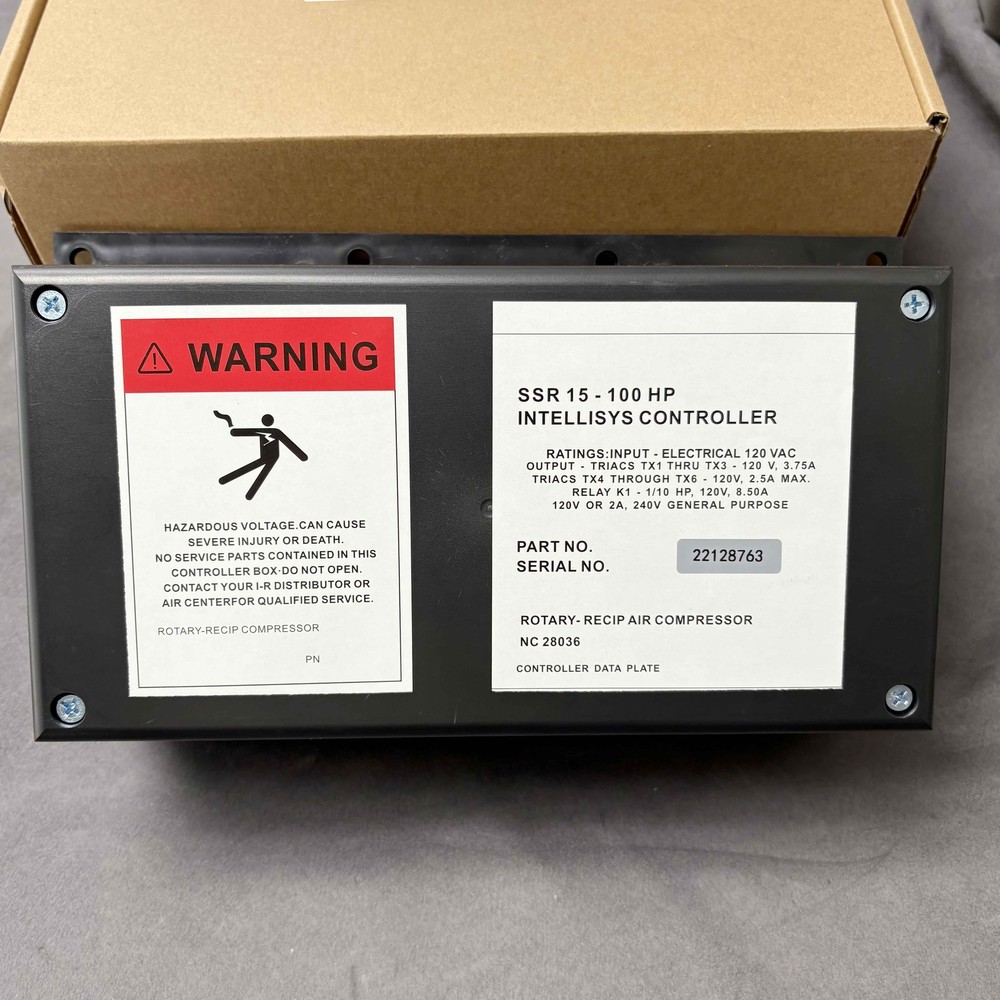 WARNING
HAZARDOUS VOLTAGE.CAN CAUSE
SEVERE INJURY OR DEATH.
NO SERVICE PARTS CONTAINED IN THIS
CONTROLLER BOX·DO NOT OPEN.
CONTACT YOUR I-R DISTRIBUTOR OR
AIR CENTERFOR QUALIFIED SERVICE.
ROTARY-RECIP COMPRESSOR
PN
SSR 15 - 100 HP
INTELLISYS CONTROLLER
RATINGS:INPUT - ELECTRICAL 120 VAC
OUTPUT - TRIACS TX1 THRU TX3 - 120 V, 3.75A
TRIACS TX4 THROUGH TX6 - 120V, 2.5A MAX.
RELAY K1 - 1/10 HP, 120V, 8.50A
120V OR 2A, 240V GENERAL PURPOSE
PART NO. 22128763
SERIAL NO.
ROTARY- RECIP AIR COMPRESSOR
NC 28036
CONTROLLER DATA PLATE